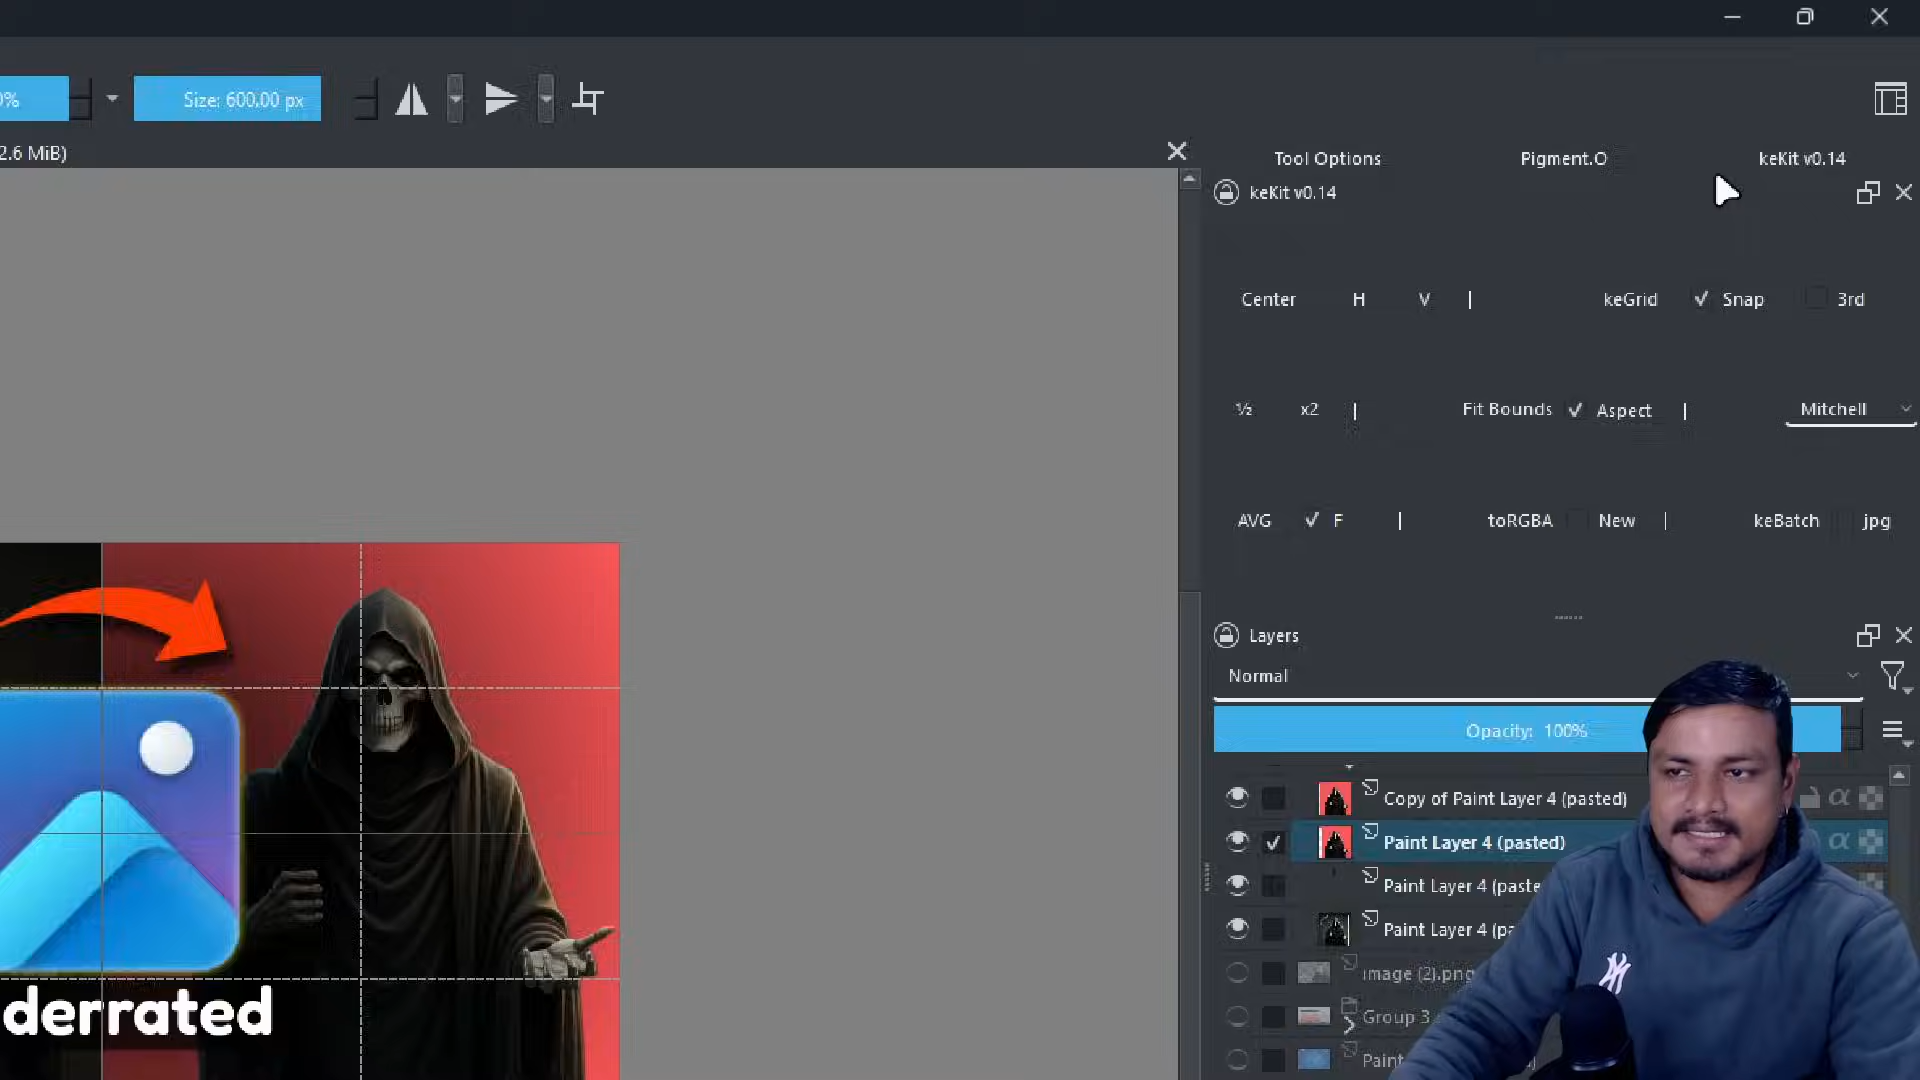 Size: 600.00 px
2.6 MiB)
Tool Options Pigment.O keKit v0.14
keKit v0.14
Center H V | keGrid Snap 3rd
½ x2 | Fit Bounds Aspect | Mitchell
AVG F | toRGBA New | keBatch jpg
Layers
Normal
Opacity: 100%
Copy of Paint Layer 4 (pasted)
Paint Layer 4 (pasted)
Paint Layer 4 (paste
Paint Layer 4 (pa
image (2).png
Group 3
Paint
derrated